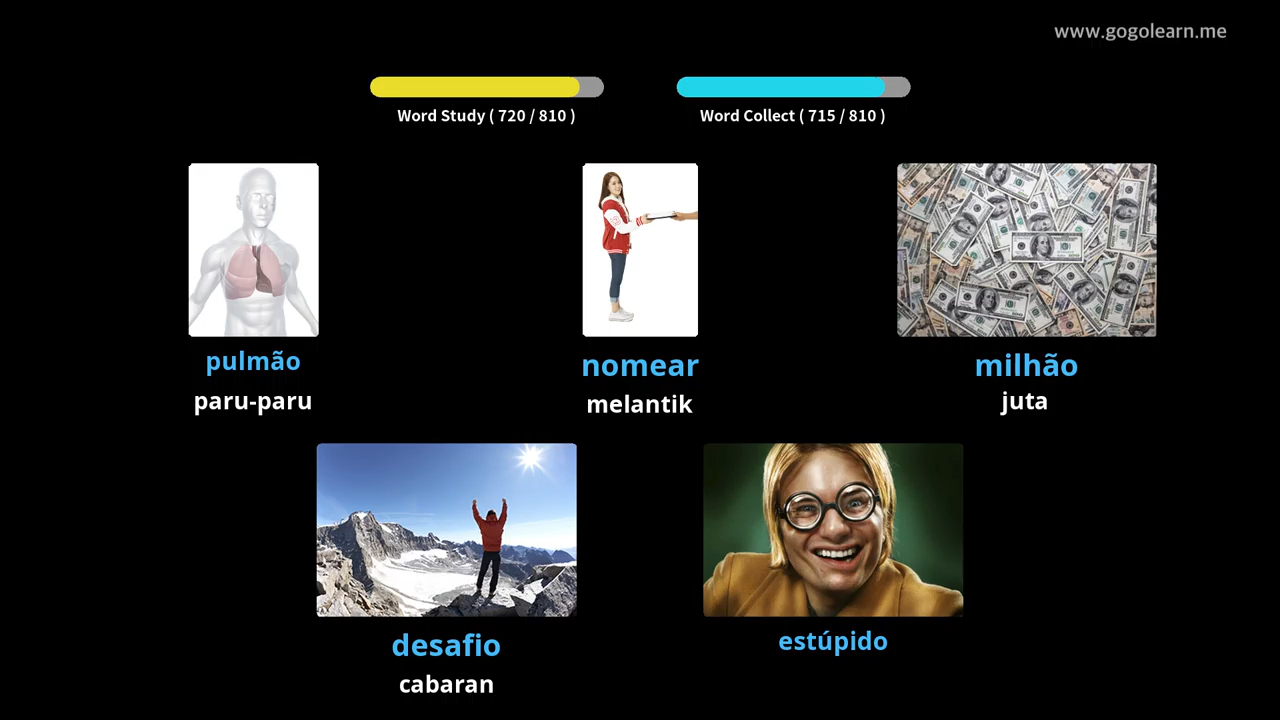 www.gogolearn.me
Word Study ( 720 / 810 )
Word Collect ( 715 / 810 )
pulmão
paru-paru
nomear
melantik
milhão
juta
desafio
cabaran
estúpido